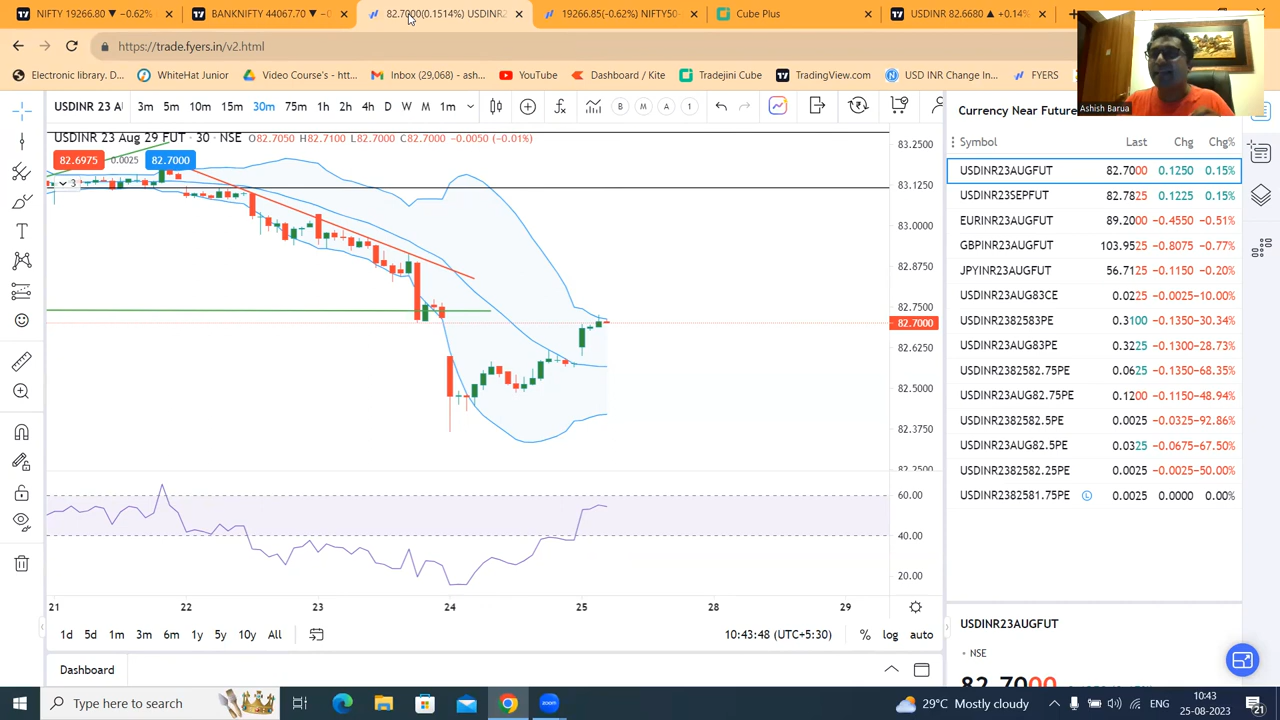 NIFTY 19266.80 ▼ −0.62%
BANKNIFTY 44067.70 ▼ −0
82.7000(0.1514%) USDINR2
19266.85(-0.62%) NIFTY50-
Cube Plus
USDINR 82.6680 ▲ +0.14%
https://trade.fyers.in/v2.html
Electronic library. D...
WhiteHat Junior
Video Course's - htt...
Inbox (29,068) - ash...
YouTube
Dashboard / Kite
Tradejini Cube
TradingView.com
USD INR Change In...
FYERS
Ashish Barua
USDINR 23 A
3m 5m 10m 15m 30m 75m 1h 2h 4h D W M 1m
B M A 1
USDINR 23 Aug 29 FUT · 30 · NSE O82.7050 H82.7100 L82.7000 C82.7000 −0.0050 (−0.01%)
82.6975 0.0025 82.7000
3
83.2500
83.1250
83.0000
82.8750
82.7500
82.7000
82.6250
82.5000
82.3750
82.2500
60.00
40.00
20.00
21 22 23 24 25 28 29
1d 5d 1m 3m 6m 1y 5y 10y All
10:43:48 (UTC+5:30) % log auto
Dashboard
Currency Near Future
Symbol Last Chg Chg%
USDINR23AUGFUT 82.7000 0.1250 0.15%
USDINR23SEPFUT 82.7825 0.1225 0.15%
EURINR23AUGFUT 89.2000 −0.4550 −0.51%
GBPINR23AUGFUT 103.9525 −0.8075 −0.77%
JPYINR23AUGFUT 56.7125 −0.1150 −0.20%
USDINR23AUG83CE 0.0225 −0.0025 −10.00%
USDINR2382583PE 0.3100 −0.1350 −30.34%
USDINR23AUG83PE 0.3225 −0.1300 −28.73%
USDINR2382582.75PE 0.0625 −0.1350 −68.35%
USDINR23AUG82.75PE 0.1200 −0.1150 −48.94%
USDINR2382582.5PE 0.0025 −0.0325 −92.86%
USDINR23AUG82.5PE 0.0325 −0.0675 −67.50%
USDINR2382582.25PE 0.0025 −0.0025 −50.00%
USDINR2382581.75PE L 0.0025 0.0000 0.00%
USDINR23AUGFUT
NSE
82.7000
Type here to search
zoom
29°C Mostly cloudy
ENG
10:43
25-08-2023
21